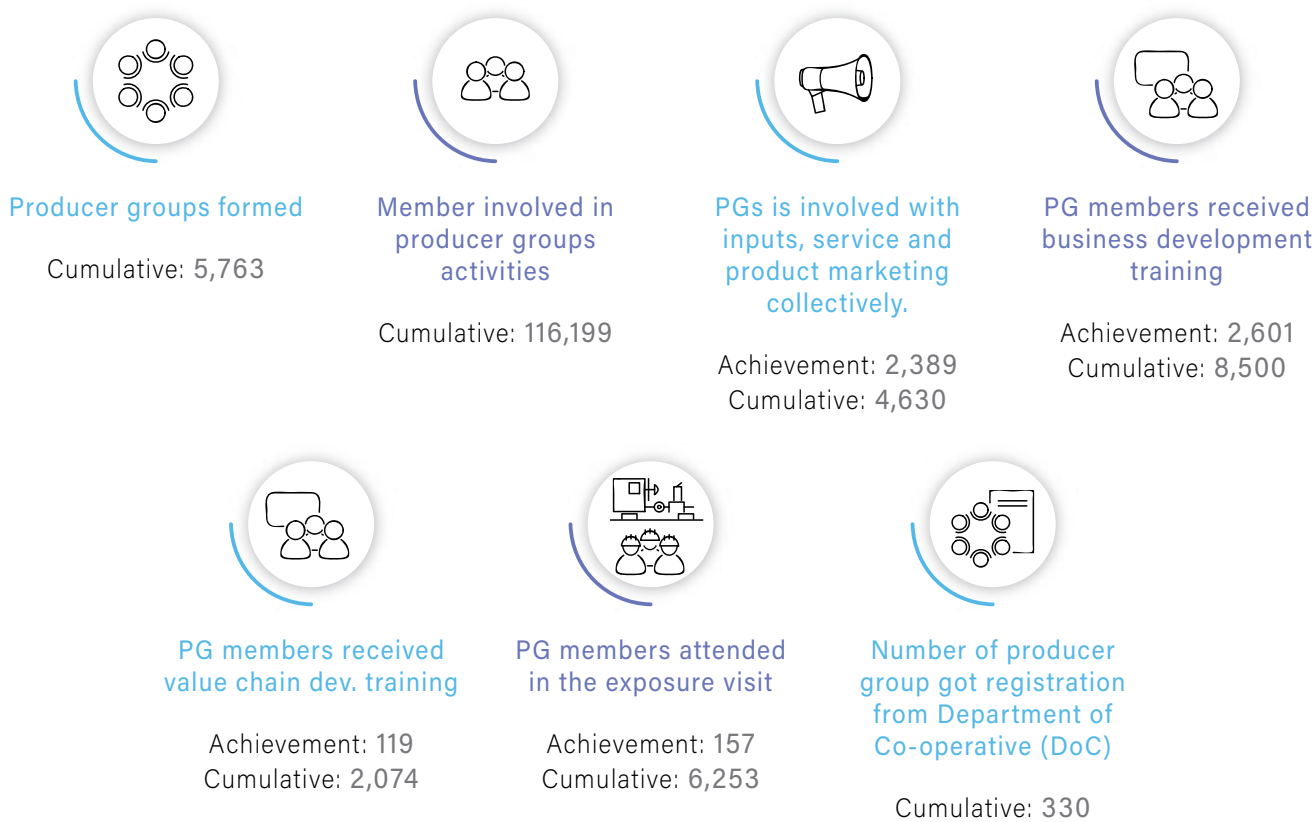 Producer groups formed
Cumulative: 5,763
Member involved in
producer groups
activities
Cumulative: 116,199
PGs is involved with
inputs, service and
product marketing
collectively.
Achievement: 2,389
Cumulative: 4,630
PG members received
business development
training
Achievement: 2,601
Cumulative: 8,500
PG members received
value chain dev. training
Achievement: 119
Cumulative: 2,074
PG members attended
in the exposure visit
Achievement: 157
Cumulative: 6,253
Number of producer
group got registration
from Department of
Co-operative (DoC)
Cumulative: 330